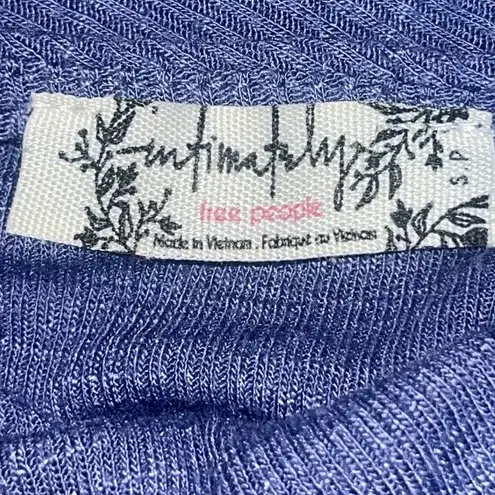 intimately
free people
Made in Vietnam . Fabriqué au Vietnam
S P